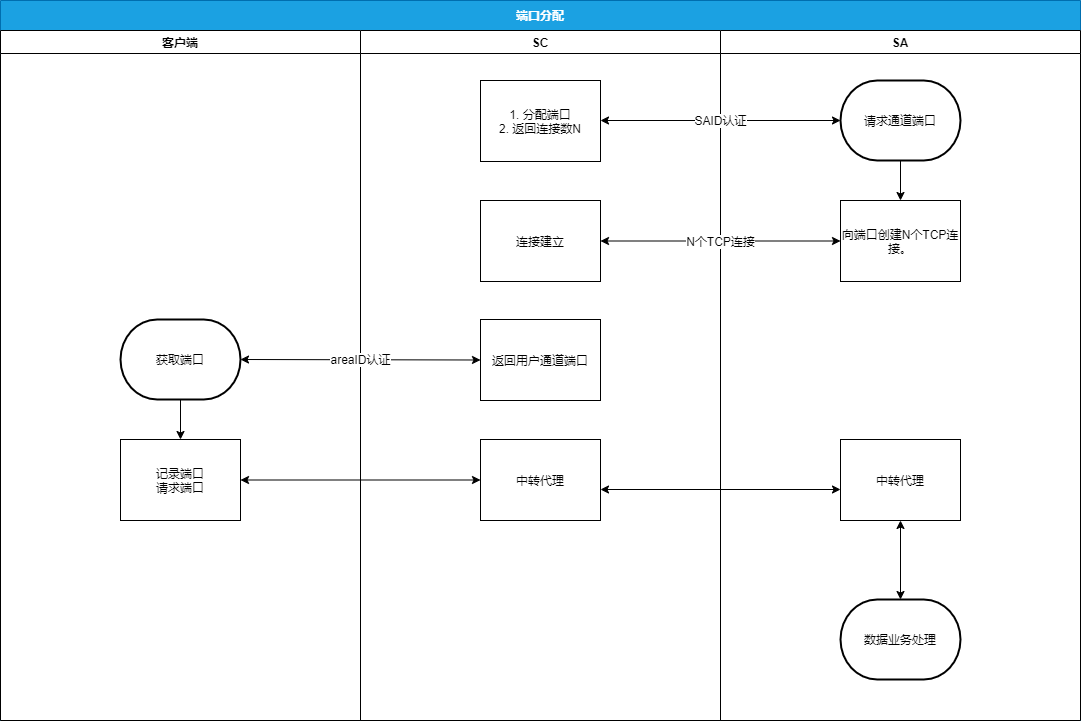 端口分配
客户端
SC
SA
1. 分配端口
2. 返回连接数N
SAID认证
请求通道端口
连接建立
N个TCP连接
向端口创建N个TCP连
接。
获取端口
areaID认证
返回用户通道端口
记录端口
请求端口
中转代理
中转代理
数据业务处理